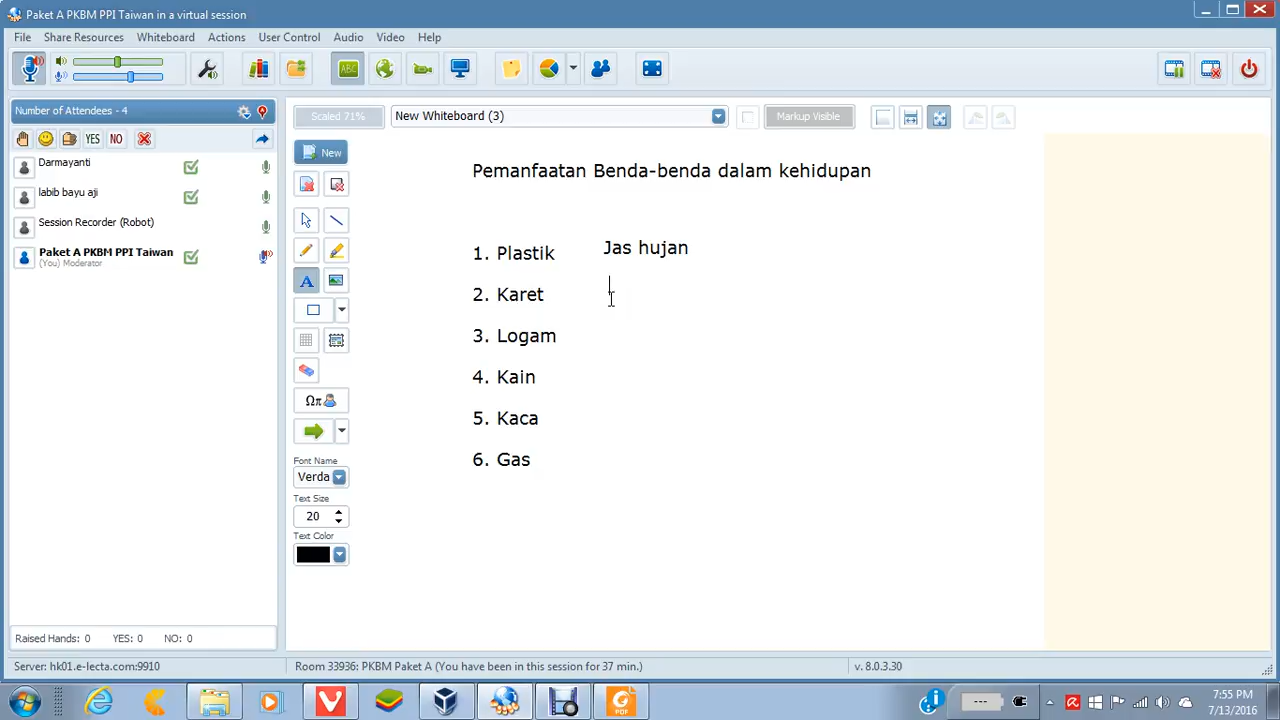 Paket A PKBM PPI Taiwan in a virtual session
File Share Resources Whiteboard Actions User Control Audio Video Help
ABC
Number of Attendees - 4
YES NO
Darmayanti
labib bayu aji
Session Recorder (Robot)
Paket A PKBM PPI Taiwan
(You) Moderator
Raised Hands: 0 YES: 0 NO: 0
Scaled 71% New Whiteboard (3) Markup Visible
New
A
Ωπ
Font Name
Verda
Text Size
20
Text Color
Pemanfaatan Benda-benda dalam kehidupan
1. Plastik Jas hujan
2. Karet
3. Logam
4. Kain
5. Kaca
6. Gas
Server: hk01.e-lecta.com:9910 Room 33936: PKBM Paket A (You have been in this session for 37 min.) v. 8.0.3.30
PDF
7:55 PM
7/13/2016